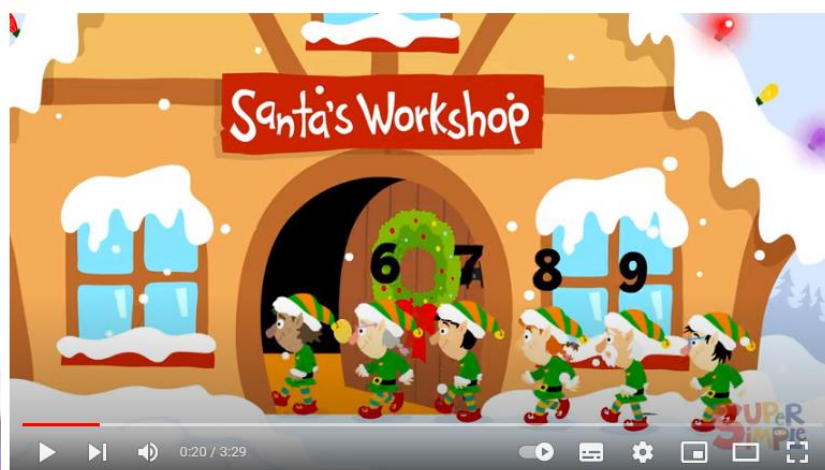 Santa's Workshop
6 7 8 9
SUPER
SIMPLE
0:20 / 3:29